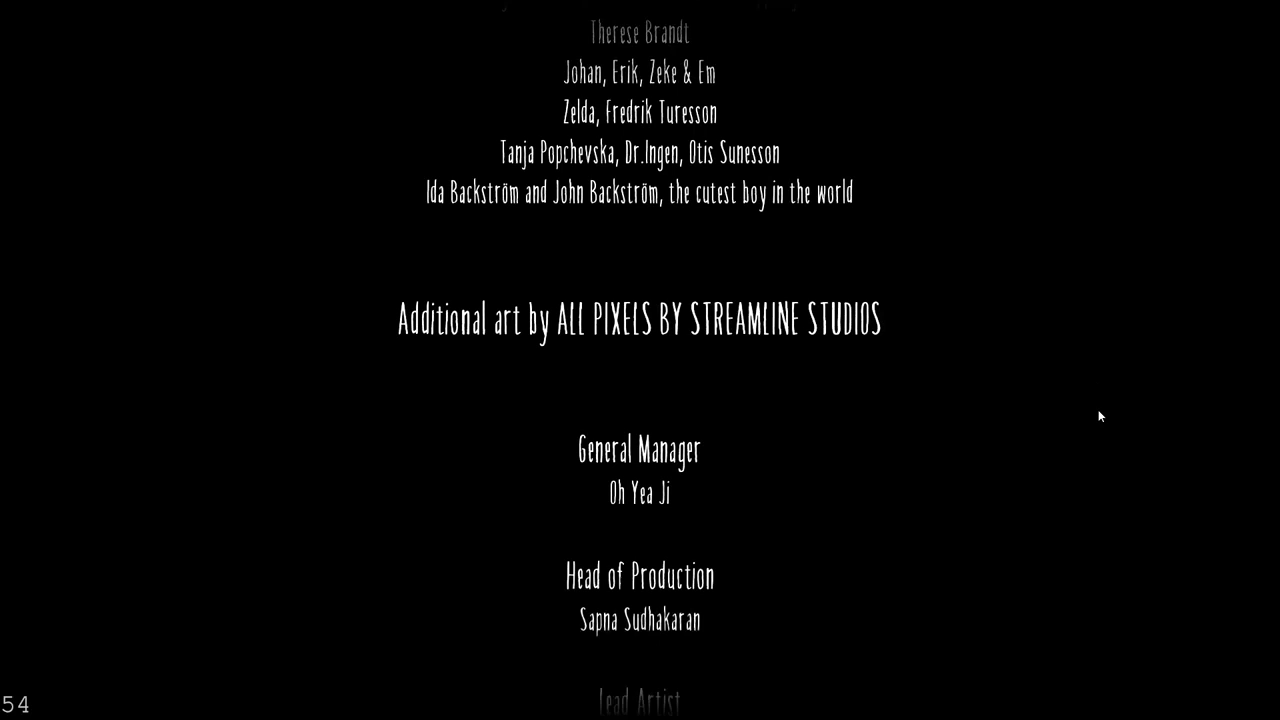 Therese Brandt
Johan, Erik, Zeke & Em
Zelda, Fredrik Turesson
Tanja Popchevska, Dr.Ingen, Otis Sunesson
Ida Backström and John Backström, the cutest boy in the world
Additional art by ALL PIXELS BY STREAMLINE STUDIOS
General Manager
Oh Yea Ji
Head of Production
Sapna Sudhakaran
Lead Artist
54